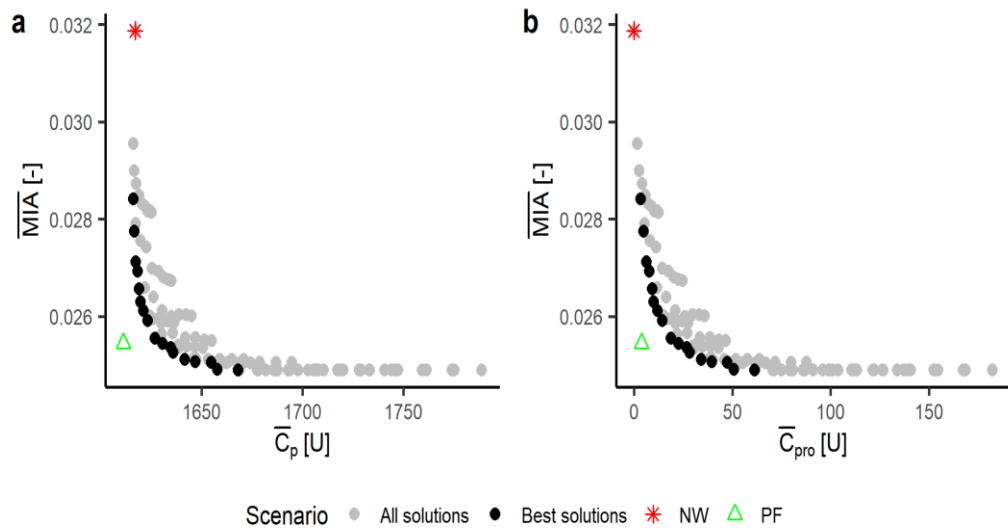 a
0.032
0.030
0.028
0.026
MIA [-]
1650
1700
1750
C̅p [U]
b
0.032
0.030
0.028
0.026
MIA [-]
0
50
100
150
C̅pro [U]
Scenario
All solutions
Best solutions
NW
PF